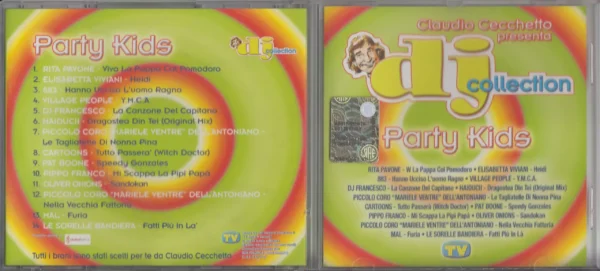 Party Kids
dj
collection
1. RITA PAVONE - Viva La Pappa Col Pomodoro
2. ELISABETTA VIVIANI - Heidi
3. 883 - Hanno Ucciso L'uomo Ragno
4. VILLAGE PEOPLE - Y.M.C.A.
5. DJ FRANCESCO - La Canzone Del Capitano
6. HAIDUCII - Dragostea Din Tei (Original Mix)
7. PICCOLO CORO "MARIELE VENTRE" DELL'ANTONIANO -
Le Tagliatelle Di Nonna Pina
8. CARTOONS - Tutto Passera' (Witch Doctor)
9. PAT BOONE - Speedy Gonzales
10. PIPPO FRANCO - Mi Scappa La Pipì Papà
11. OLIVER ONIONS - Sandokan
12. PICCOLO CORO "MARIELE VENTRE" DELL'ANTONIANO -
Nella Vecchia Fattoria
13. MAL - Furia
14. LE SORELLE BANDIERA - Fatti Più In La'
TV
Tutti i brani sono stati scelti per te da Claudio Cecchetto
Claudio Cecchetto
presenta
dj
collection
Party Kids
RITA PAVONE - W La Pappa Col Pomodoro • ELISABETTA VIVIANI - Heidi
883 - Hanno Ucciso L'uomo Ragno • VILLAGE PEOPLE - Y.M.C.A.
DJ FRANCESCO - La Canzone Del Capitano • HAIDUCII - Dragostea Din Tei (Original Mix)
PICCOLO CORO "MARIELE VENTRE" DELL'ANTONIANO - Le Tagliatelle Di Nonna Pina
CARTOONS - Tutto Passera' (Witch Doctor) • PAT BOONE - Speedy Gonzales
PIPPO FRANCO - Mi Scappa La Pipì Papà • OLIVER ONIONS - Sandokan
PICCOLO CORO "MARIELE VENTRE" DELL'ANTONIANO - Nella Vecchia Fattoria
MAL - Furia • LE SORELLE BANDIERA - Fatti Più In La'
TV